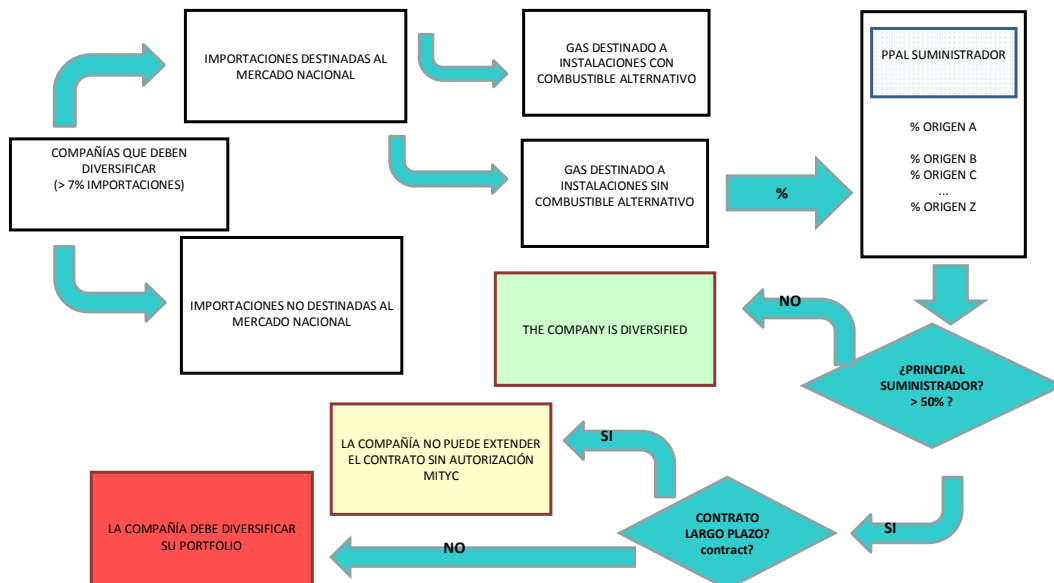 IMPORTACIONES DESTINADAS AL
MERCADO NACIONAL
GAS DESTINADO A
INSTALACIONES CON
COMBUSTIBLE ALTERNATIVO
PPAL SUMINISTRADOR
% ORIGEN A
% ORIGEN B
% ORIGEN C
...
% ORIGEN Z
COMPAÑÍAS QUE DEBEN
DIVERSIFICAR
(> 7% IMPORTACIONES)
GAS DESTINADO A
INSTALACIONES SIN
COMBUSTIBLE ALTERNATIVO
%
IMPORTACIONES NO DESTINADAS AL
MERCADO NACIONAL
NO
THE COMPANY IS DIVERSIFIED
¿PRINCIPAL
SUMINISTRADOR?
> 50% ?
SI
LA COMPAÑÍA NO PUEDE EXTENDER
EL CONTRATO SIN AUTORIZACIÓN
MITYC
SI
CONTRATO
LARGO PLAZO?
contract?
NO
LA COMPAÑÍA DEBE DIVERSIFICAR
SU PORTFOLIO